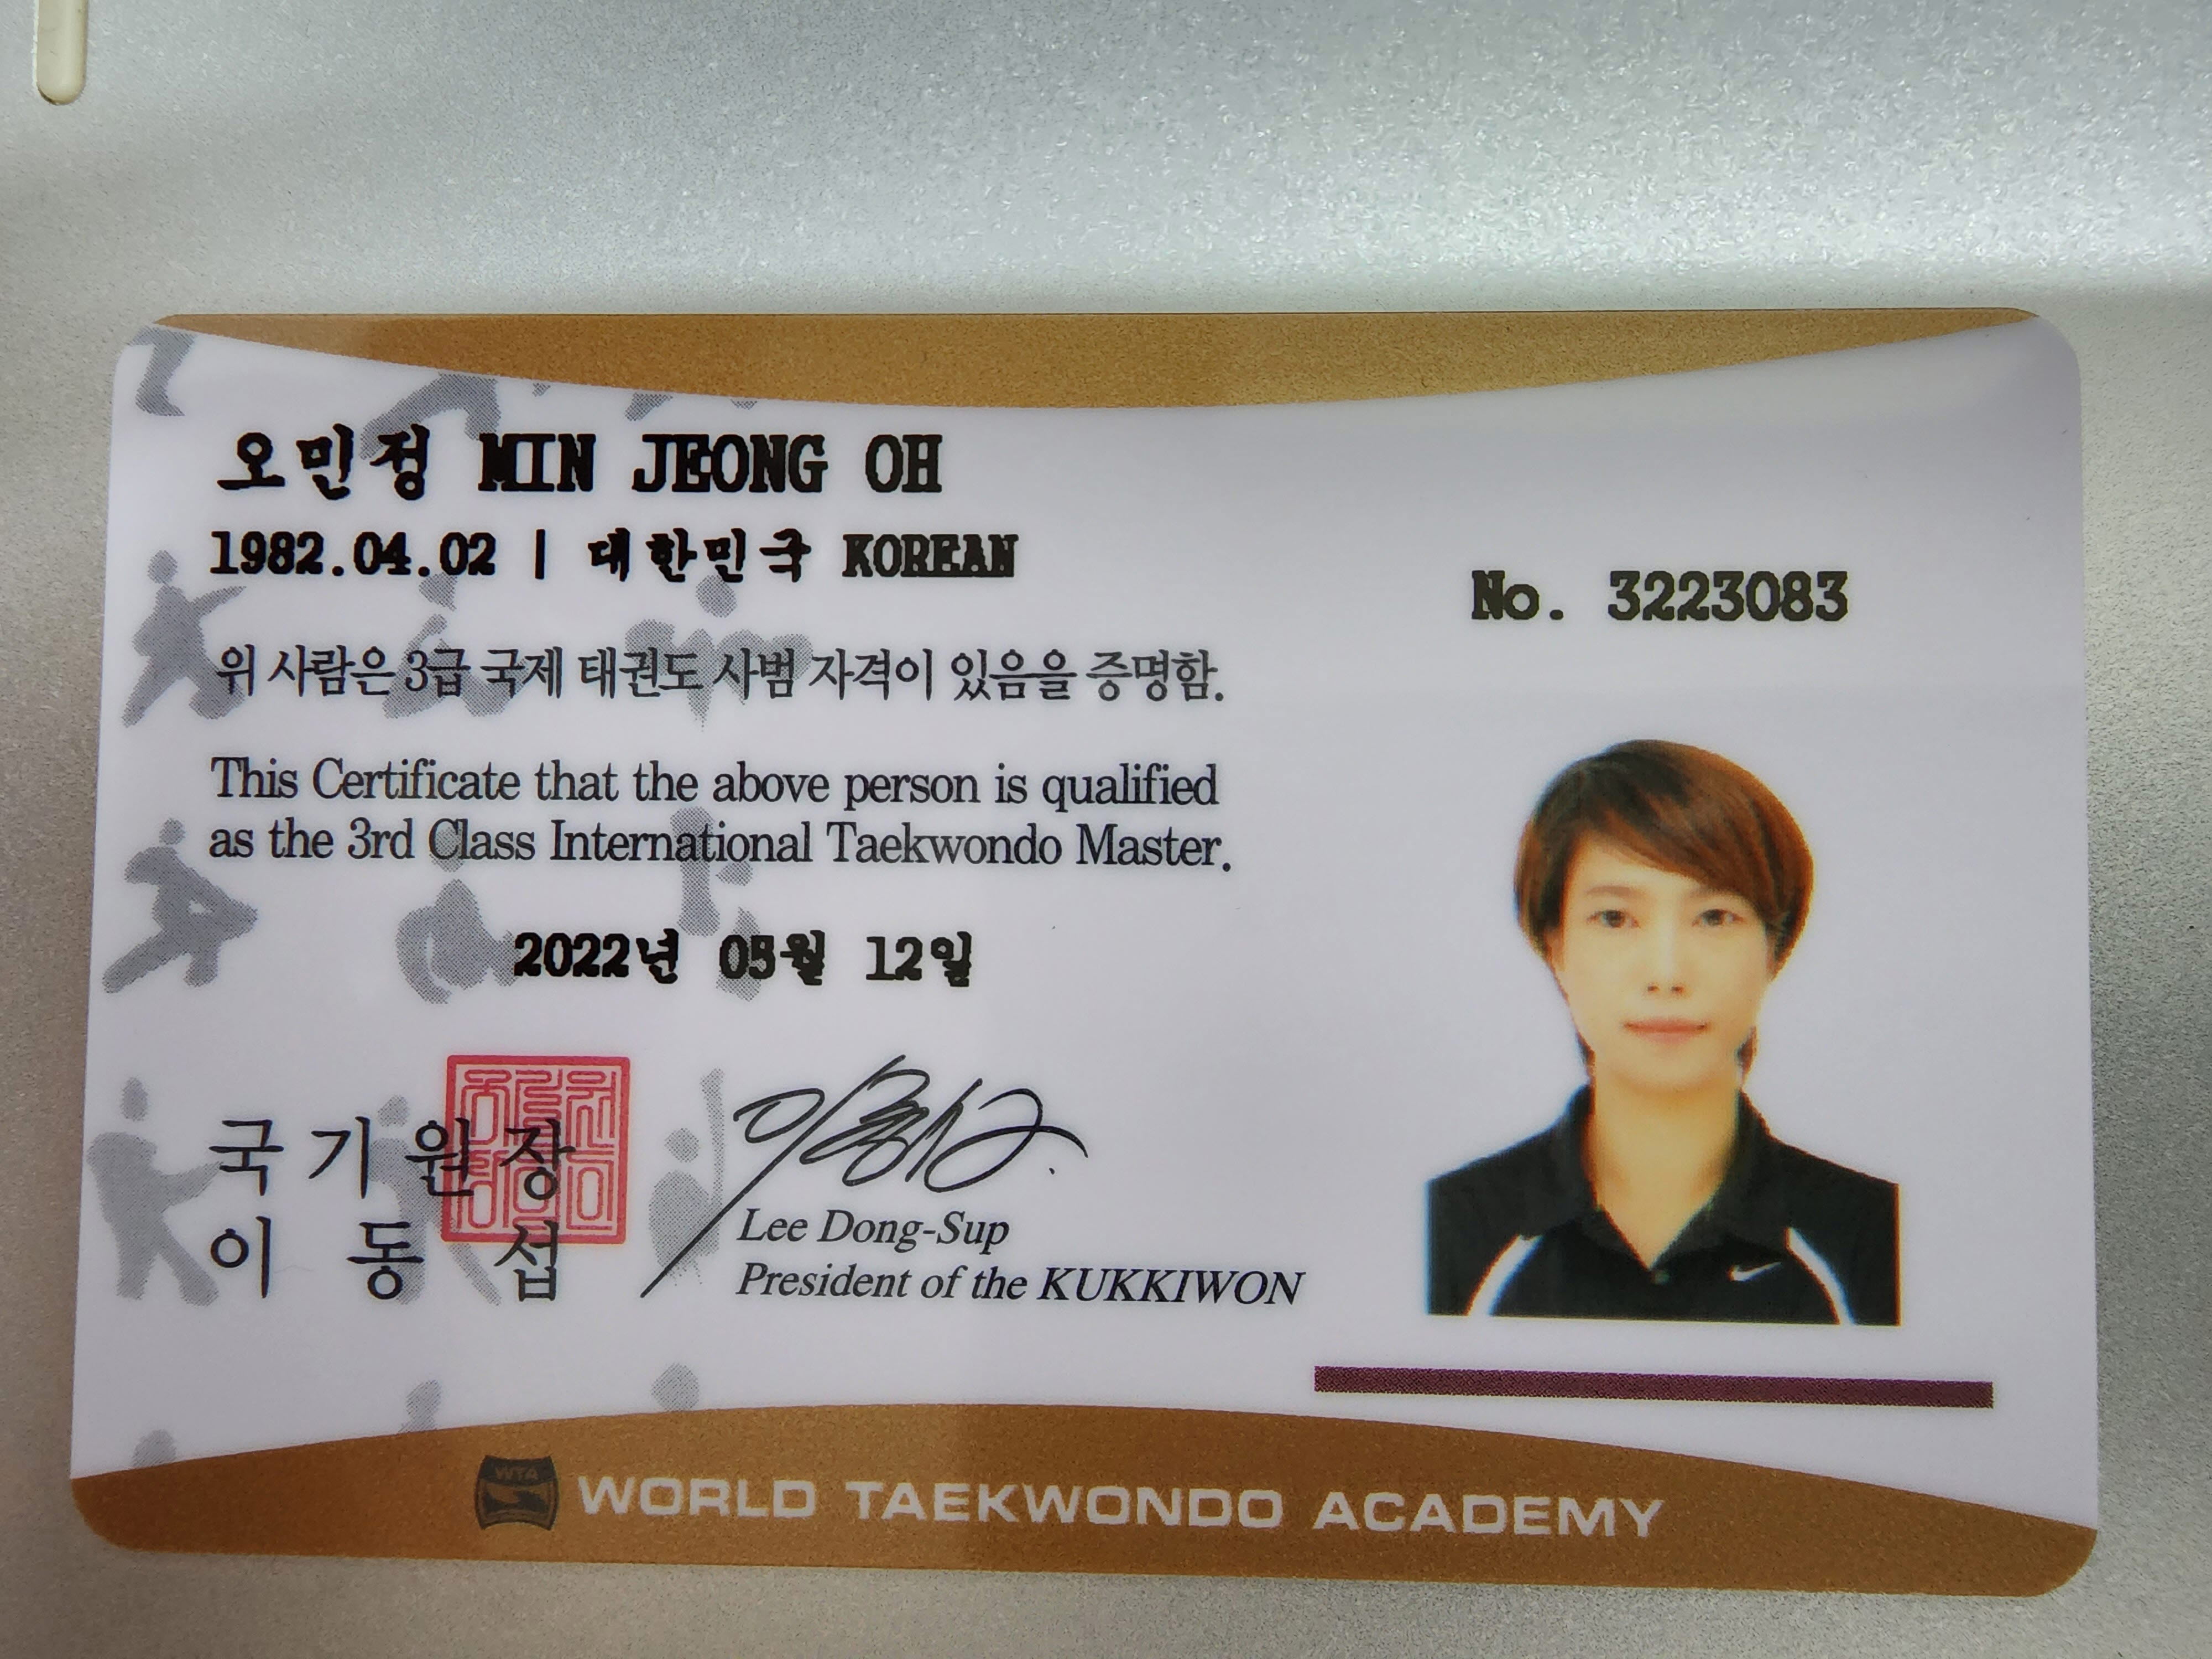 오민정 MIN JEONG OH
1982.04.02 | 대한민국 KOREAN
No. 3223083
위 사람은 3급 국제 태권도 사범 자격이 있음을 증명함.
This Certificate that the above person is qualified
as the 3rd Class International Taekwondo Master.
2022년 05월 12일
국기원장
이동섭
Lee Dong-Sup
President of the KUKKIWON
WTA
WORLD TAEKWONDO ACADEMY